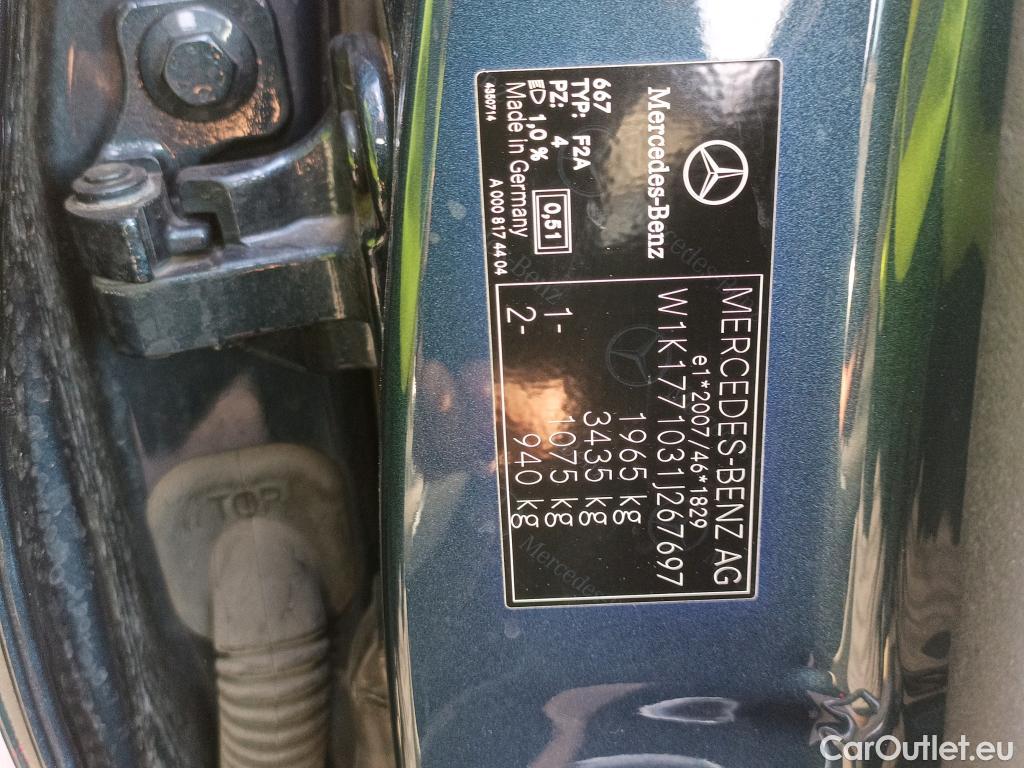 Mercedes-Benz
667
TYP: F2A
PZ: 4
1,0 %
0,51
Made in Germany
4390714
A 000 817 44 04
MERCEDES-BENZ AG
e1*2007/46*1829
W1K1771031J267697
1965 kg
3435 kg
1- 1075 kg
2- 940 kg
TOP
CarOutlet.eu